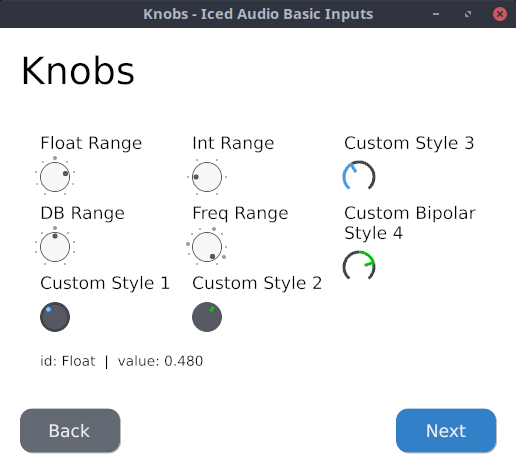 Knobs - Iced Audio Basic Inputs
Knobs
Float Range
Int Range
Custom Style 3
DB Range
Freq Range
Custom Bipolar
Style 4
Custom Style 1
Custom Style 2
id: Float | value: 0.480
Back
Next